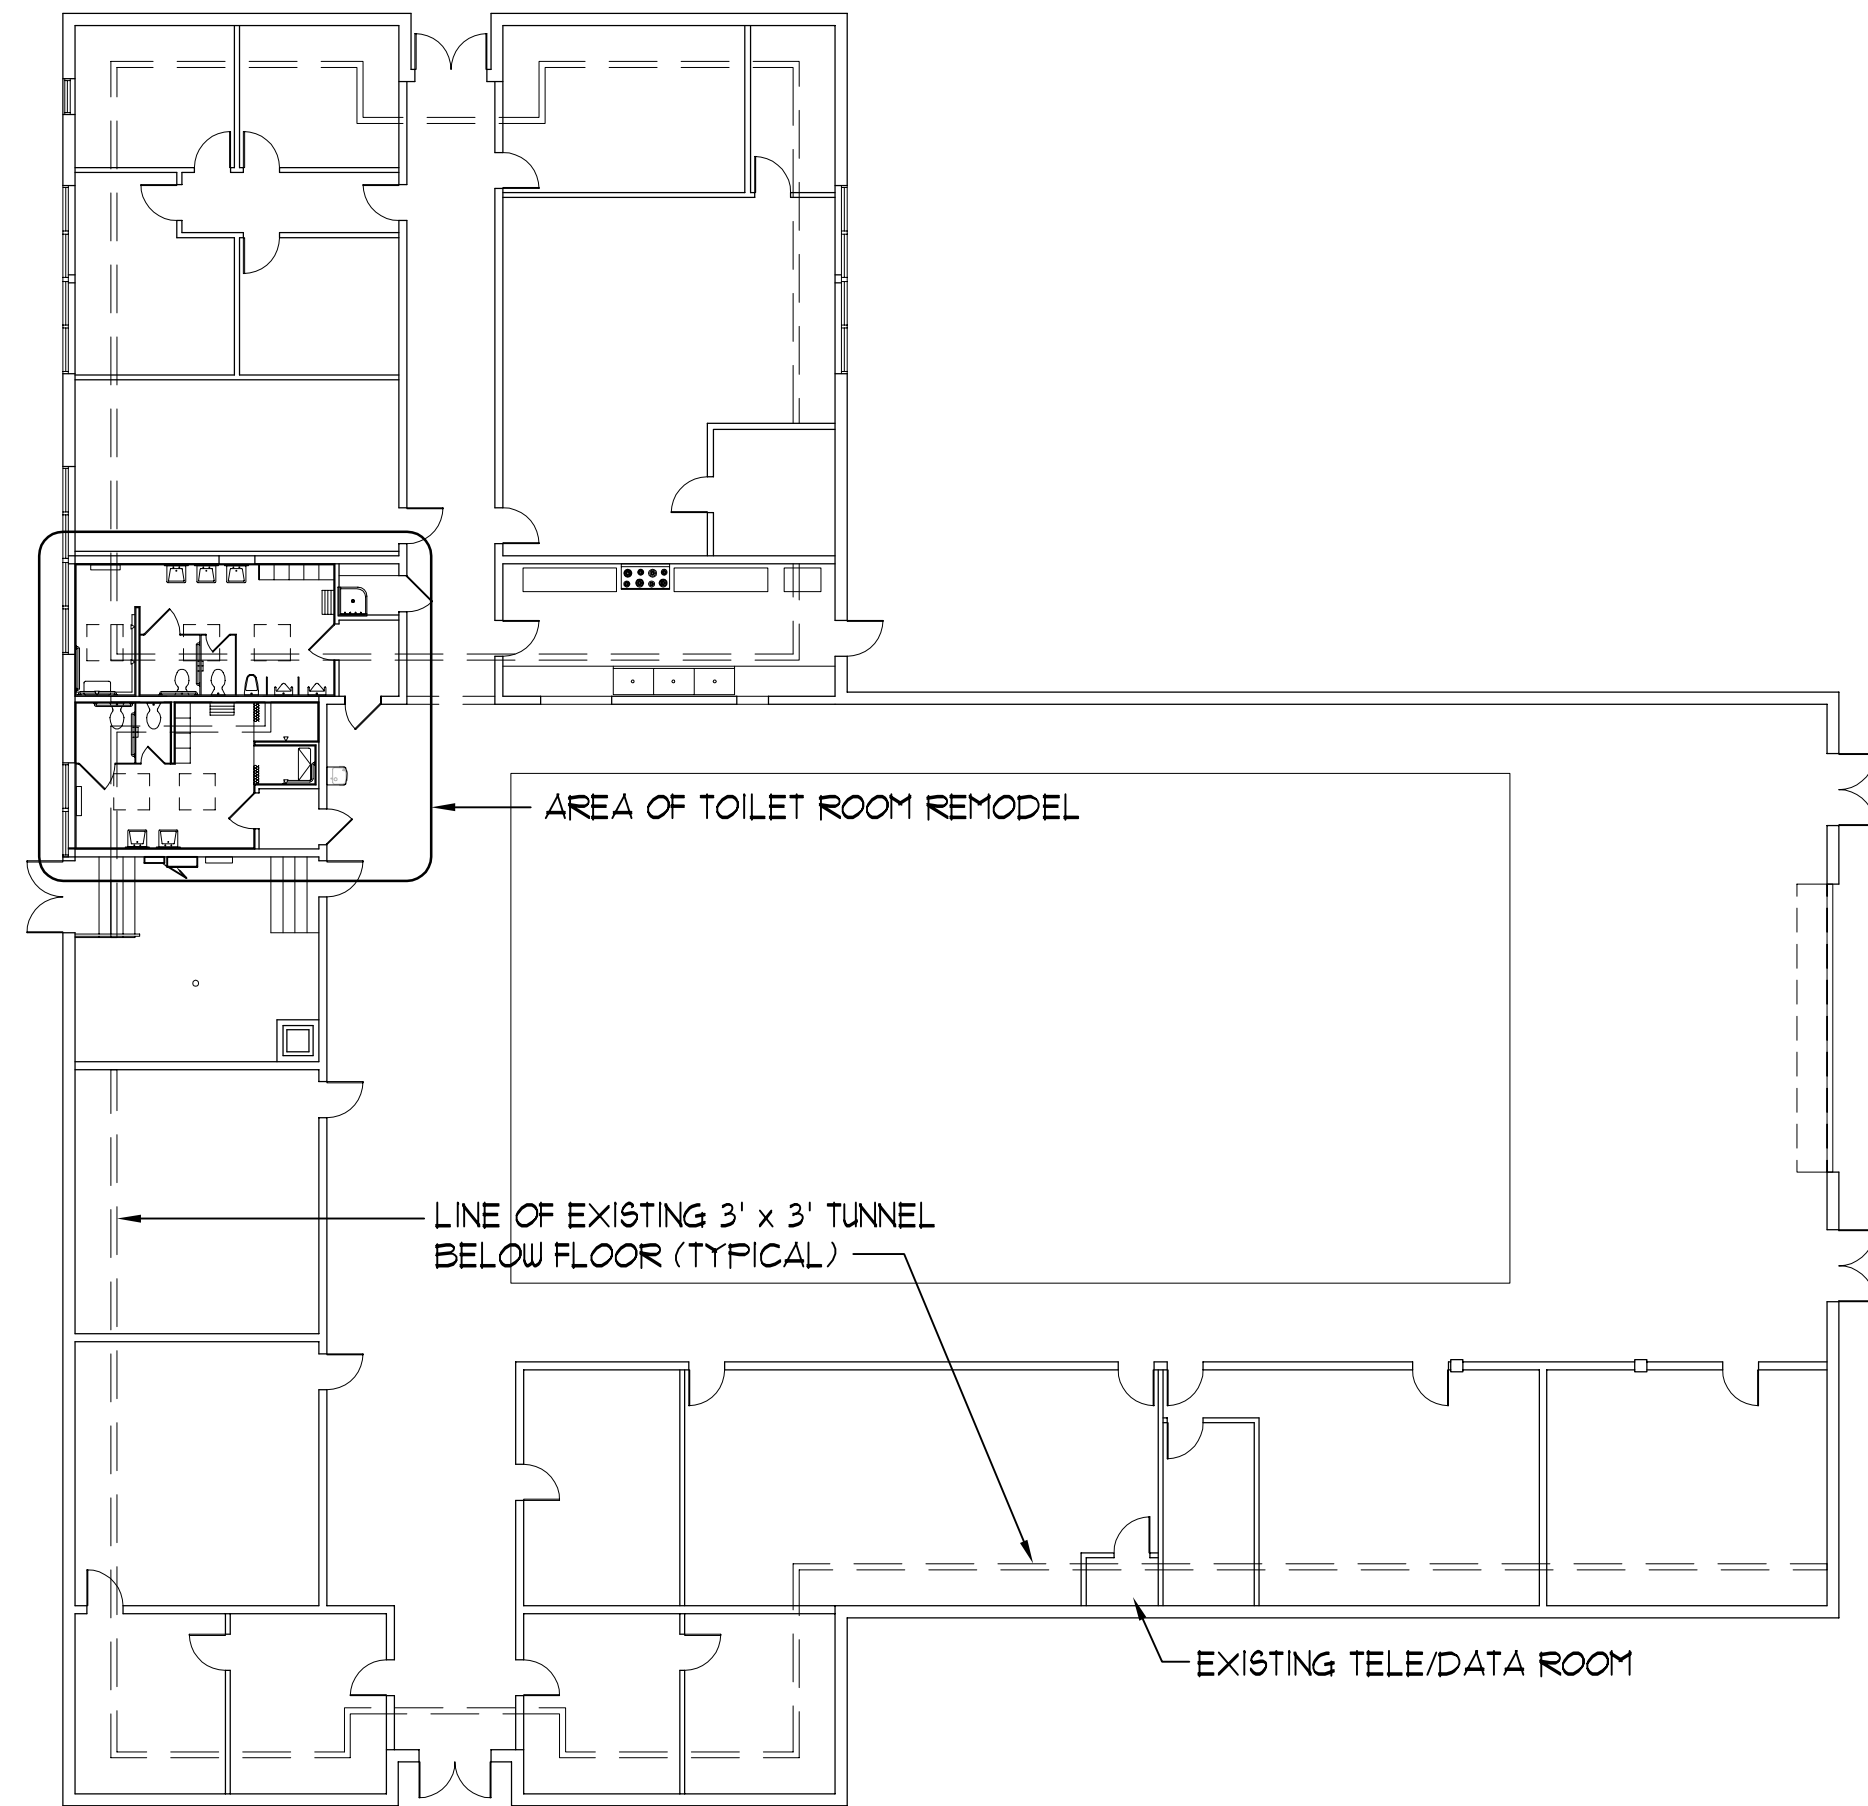 AREA OF TOILET ROOM REMODEL
LINE OF EXISTING 3' x 3' TUNNEL
BELOW FLOOR (TYPICAL)
EXISTING TELE/DATA ROOM